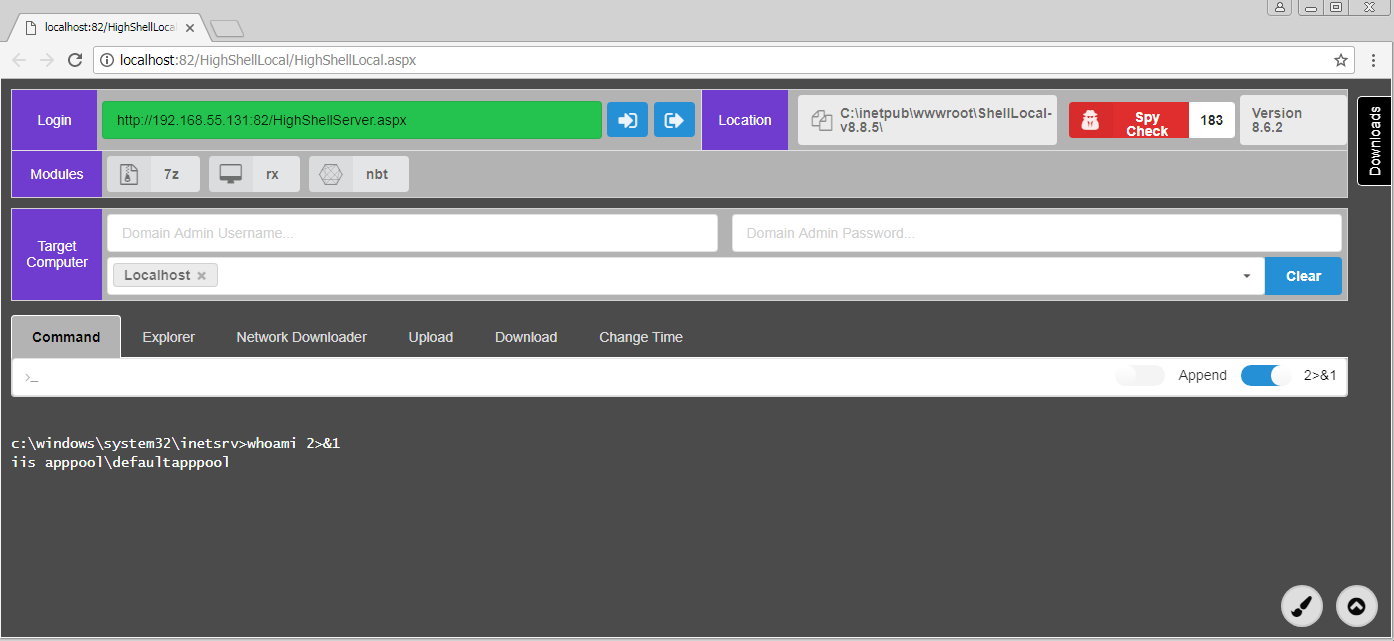 localhost:82/HighShellLoca
localhost:82/HighShellLocal/HighShellLocal.aspx
Login
http://192.168.55.131:82/HighShellServer.aspx
Location
C:\inetpub\wwwroot\ShellLocal-
v8.8.5\
Spy
Check
183
Version
8.6.2
Downloads
Modules
7z
rx
nbt
Target
Computer
Domain Admin Username...
Domain Admin Password...
Localhost
Clear
Command
Explorer
Network Downloader
Upload
Download
Change Time
>_
Append
2>&1
c:\windows\system32\inetsrv>whoami 2>&1
iis apppool\defaultapppool